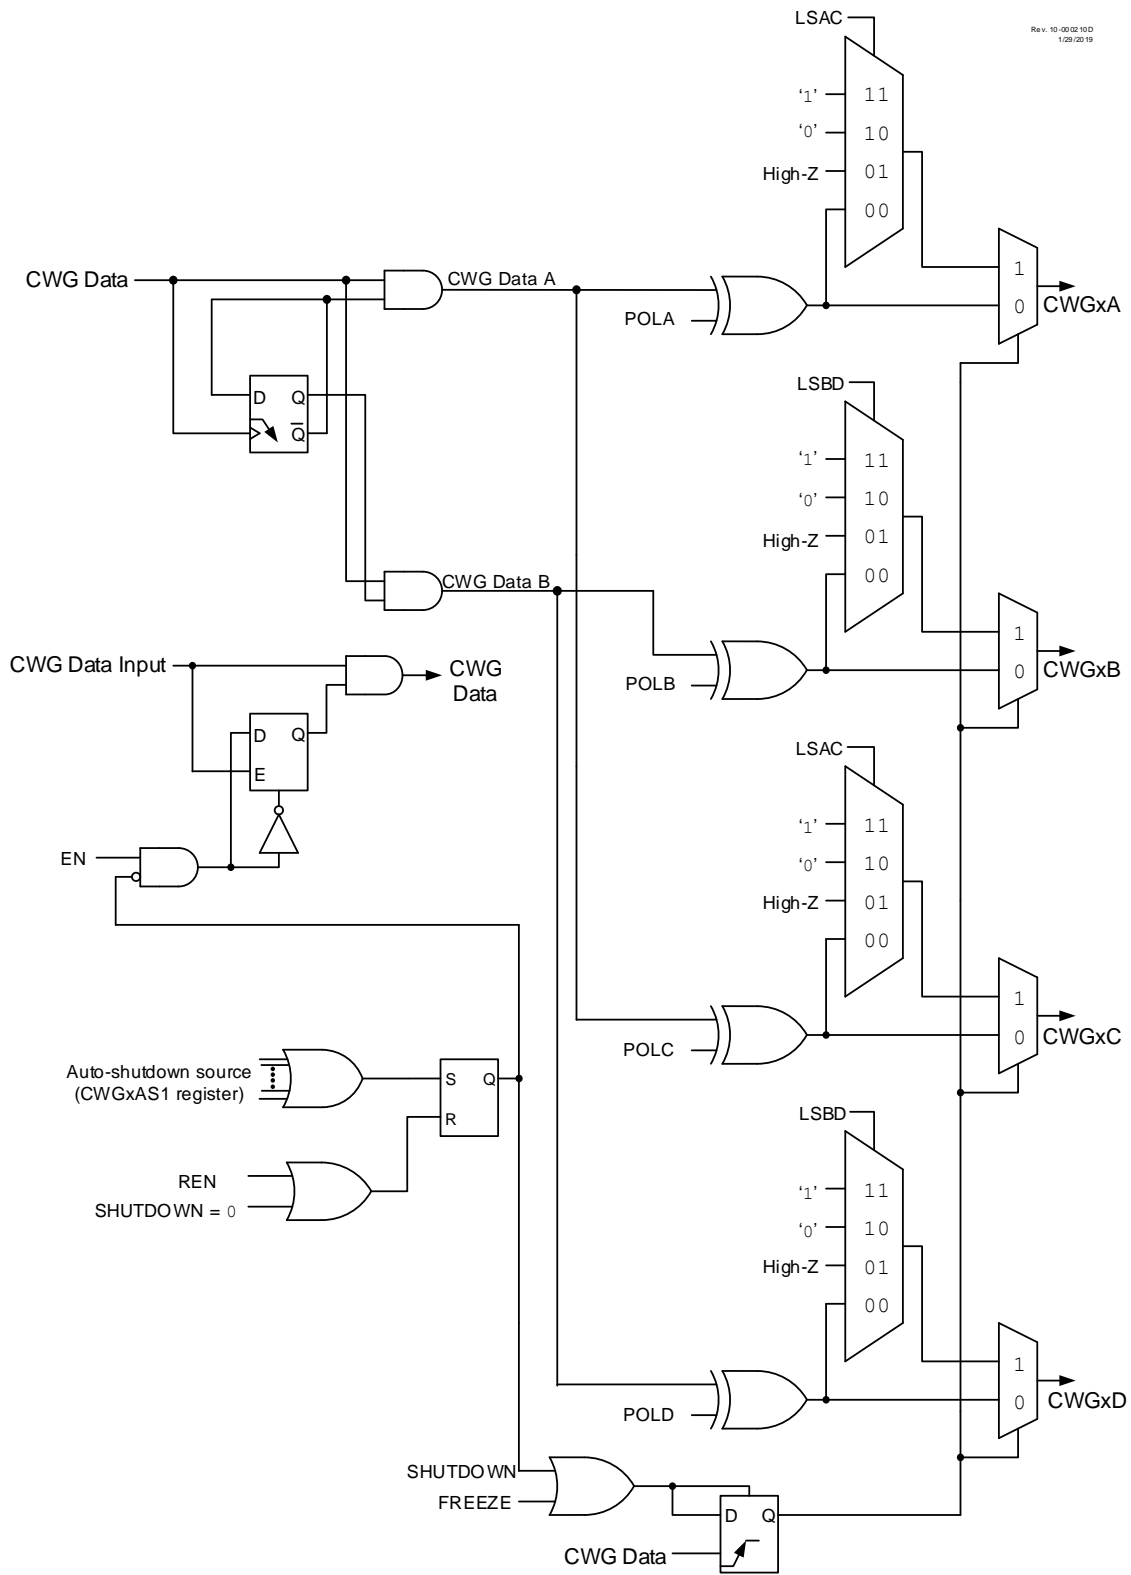 LSAC
Rev. 10-000210D
1/29/2019
‘1’
11
‘0’
10
High-Z
01
00
CWG Data
CWG Data A
POLA
1
0
CWGxA
D
Q
Q
LSBD
‘1’
11
‘0’
10
High-Z
01
00
CWG Data B
POLB
1
0
CWGxB
CWG Data Input
CWG
Data
D
Q
E
EN
LSAC
‘1’
11
‘0’
10
High-Z
01
00
POLC
1
0
CWGxC
Auto-shutdown source
(CWGxAS1 register)
S
Q
R
REN
SHUTDOWN = 0
LSBD
‘1’
11
‘0’
10
High-Z
01
00
POLD
1
0
CWGxD
SHUTDOWN
FREEZE
D
Q
CWG Data